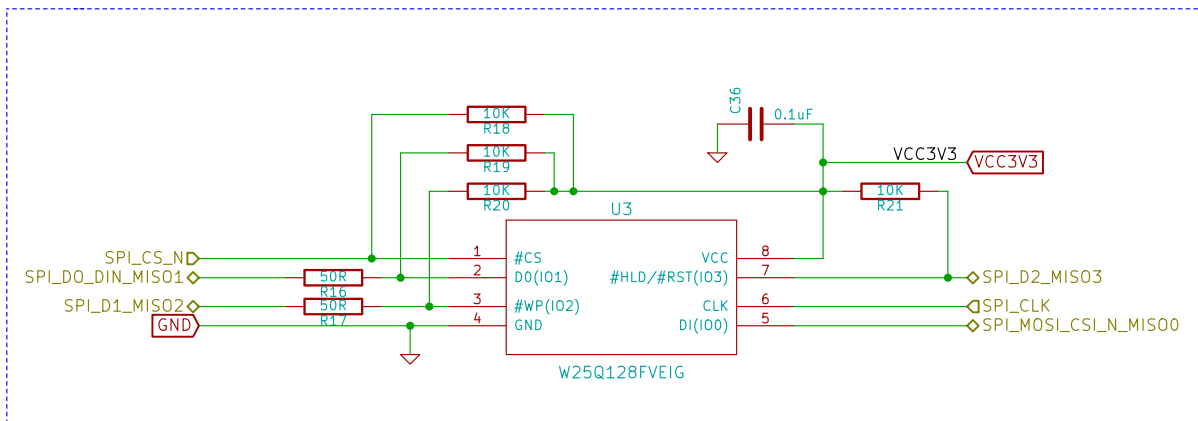 C36
0.1uF
10K
R18
10K
R19
10K
R20
VCC3V3
VCC3V3
10K
R21
U3
SPI_CS_N
1
#CS
VCC
8
SPI_DO_DIN_MISO1
50R
R16
2
DO(IO1)
#HLD/#RST(IO3)
7
SPI_D2_MISO3
SPI_D1_MISO2
50R
R17
3
#WP(IO2)
CLK
6
SPI_CLK
GND
4
GND
DI(IO0)
5
SPI_MOSI_CSI_N_MISO0
W25Q128FVEIG